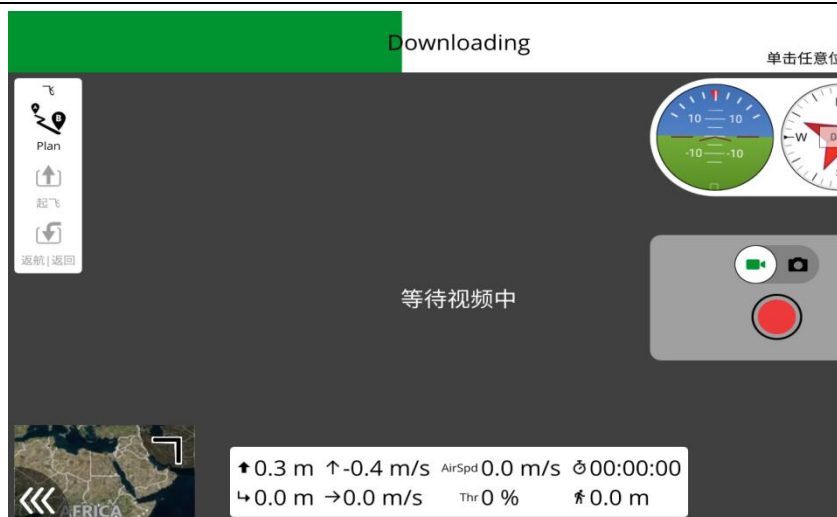 Downloading
单击任意位
飞
B
Plan
起飞
返航|返回
10 10
-10 -10
W
0
等待视频中
0.3 m ↑-0.4 m/s AirSpd 0.0 m/s 00:00:00
0.0 m →0.0 m/s Thr 0 % 0.0 m
AFRICA